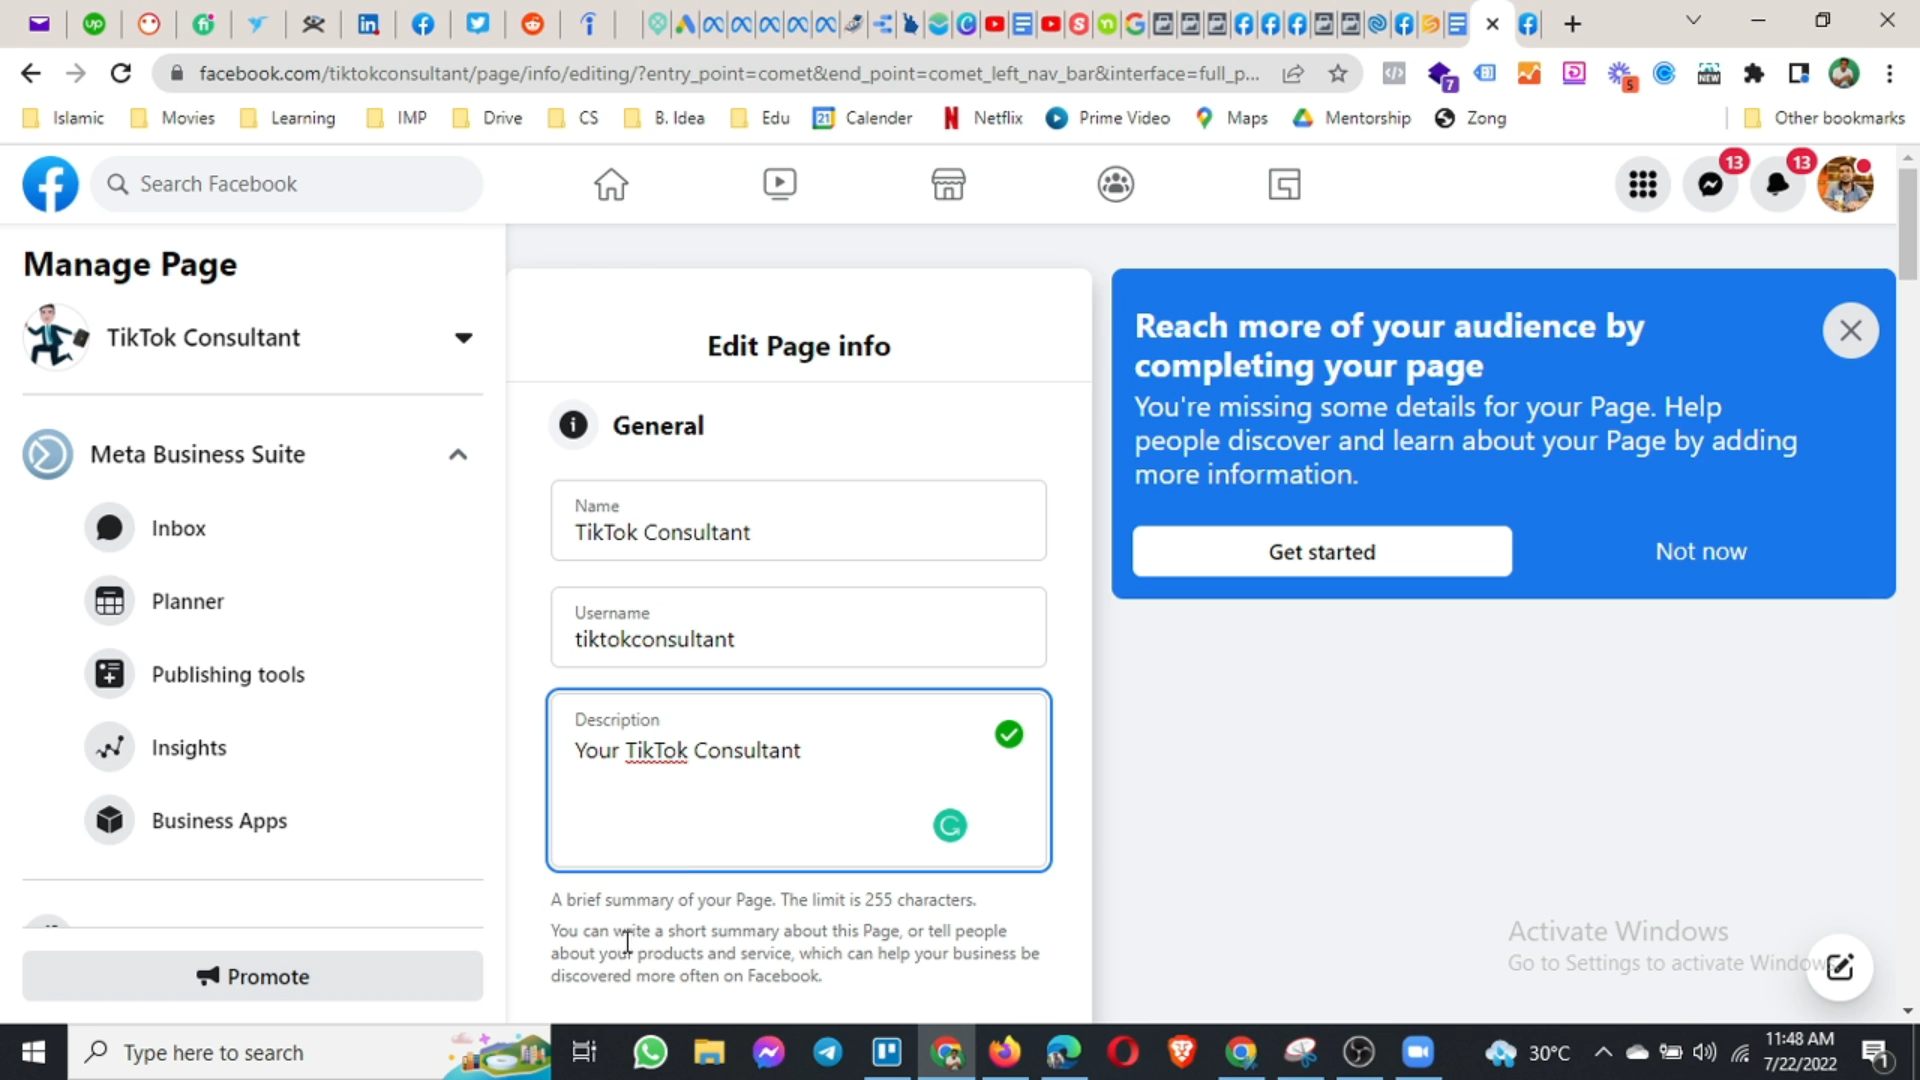 facebook.com/tiktokconsultant/page/info/editing/?entry_point=comet&end_point=comet_left_nav_bar&interface=full_p...
7
5
NEW
Islamic
Movies
Learning
IMP
Drive
CS
B. Idea
Edu
Calender
Netflix
Prime Video
Maps
Mentorship
Zong
Other bookmarks
Search Facebook
13
13
Manage Page
TikTok Consultant
Meta Business Suite
Inbox
Planner
Publishing tools
Insights
Business Apps
Promote
Edit Page info
General
Name
TikTok Consultant
Username
tiktokconsultant
Description
Your TikTok Consultant
A brief summary of your Page. The limit is 255 characters.
You can write a short summary about this Page, or tell people
about your products and service, which can help your business be
discovered more often on Facebook.
Reach more of your audience by
completing your page
You're missing some details for your Page. Help
people discover and learn about your Page by adding
more information.
Get started
Not now
Activate Windows
Go to Settings to activate Windows
Type here to search
30°C
11:48 AM
7/22/2022
1